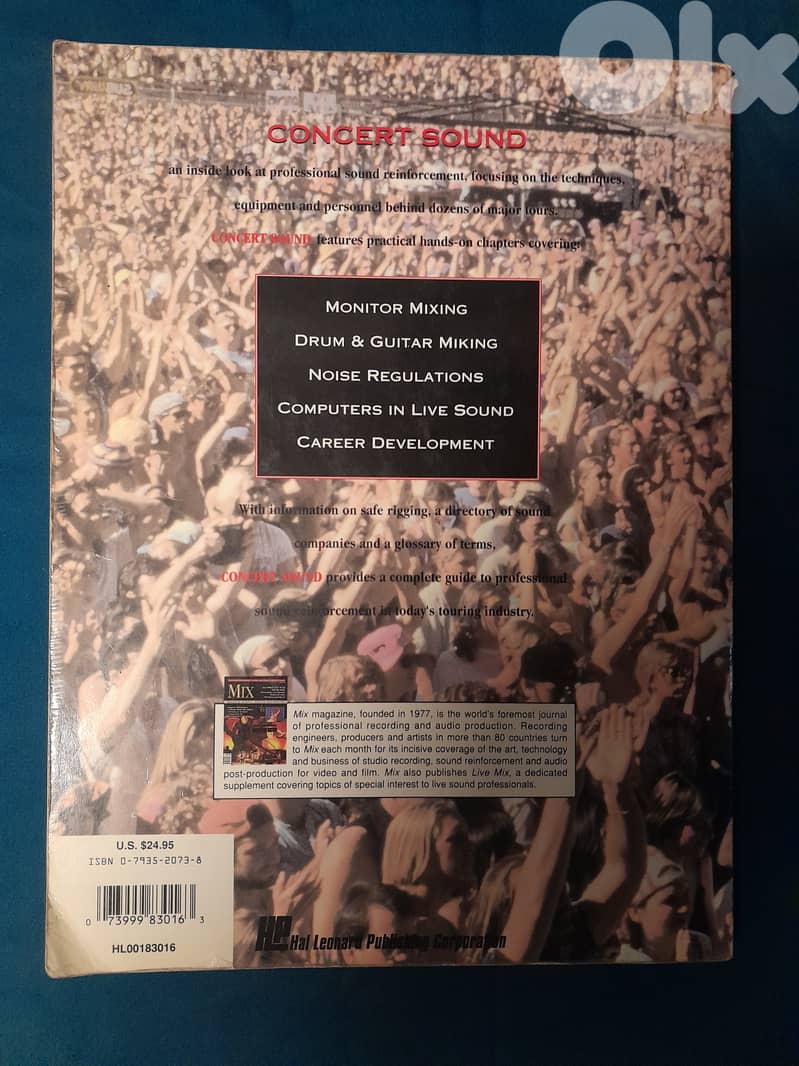 olx
CONCERT SOUND
an inside look at professional sound reinforcement, focusing on the techniques,
equipment and personnel behind dozens of major tours.
CONCERT SOUND features practical hands-on chapters covering:
MONITOR MIXING
DRUM & GUITAR MIKING
NOISE REGULATIONS
COMPUTERS IN LIVE SOUND
CAREER DEVELOPMENT
With information on safe rigging, a directory of sound
companies and a glossary of terms,
CONCERT SOUND provides a complete guide to professional
sound reinforcement in today's touring industry.
MIX
Mix magazine, founded in 1977, is the world's foremost journal
of professional recording and audio production. Recording
engineers, producers and artists in more than 80 countries turn
to Mix each month for its incisive coverage of the art, technology
and business of studio recording, sound reinforcement and audio
post-production for video and film. Mix also publishes Live Mix, a dedicated
supplement covering topics of special interest to live sound professionals.
U.S. $24.95
ISBN 0-7935-2073-8
0 73999 83016 3
HL00183016
Hal Leonard Publishing Corporation